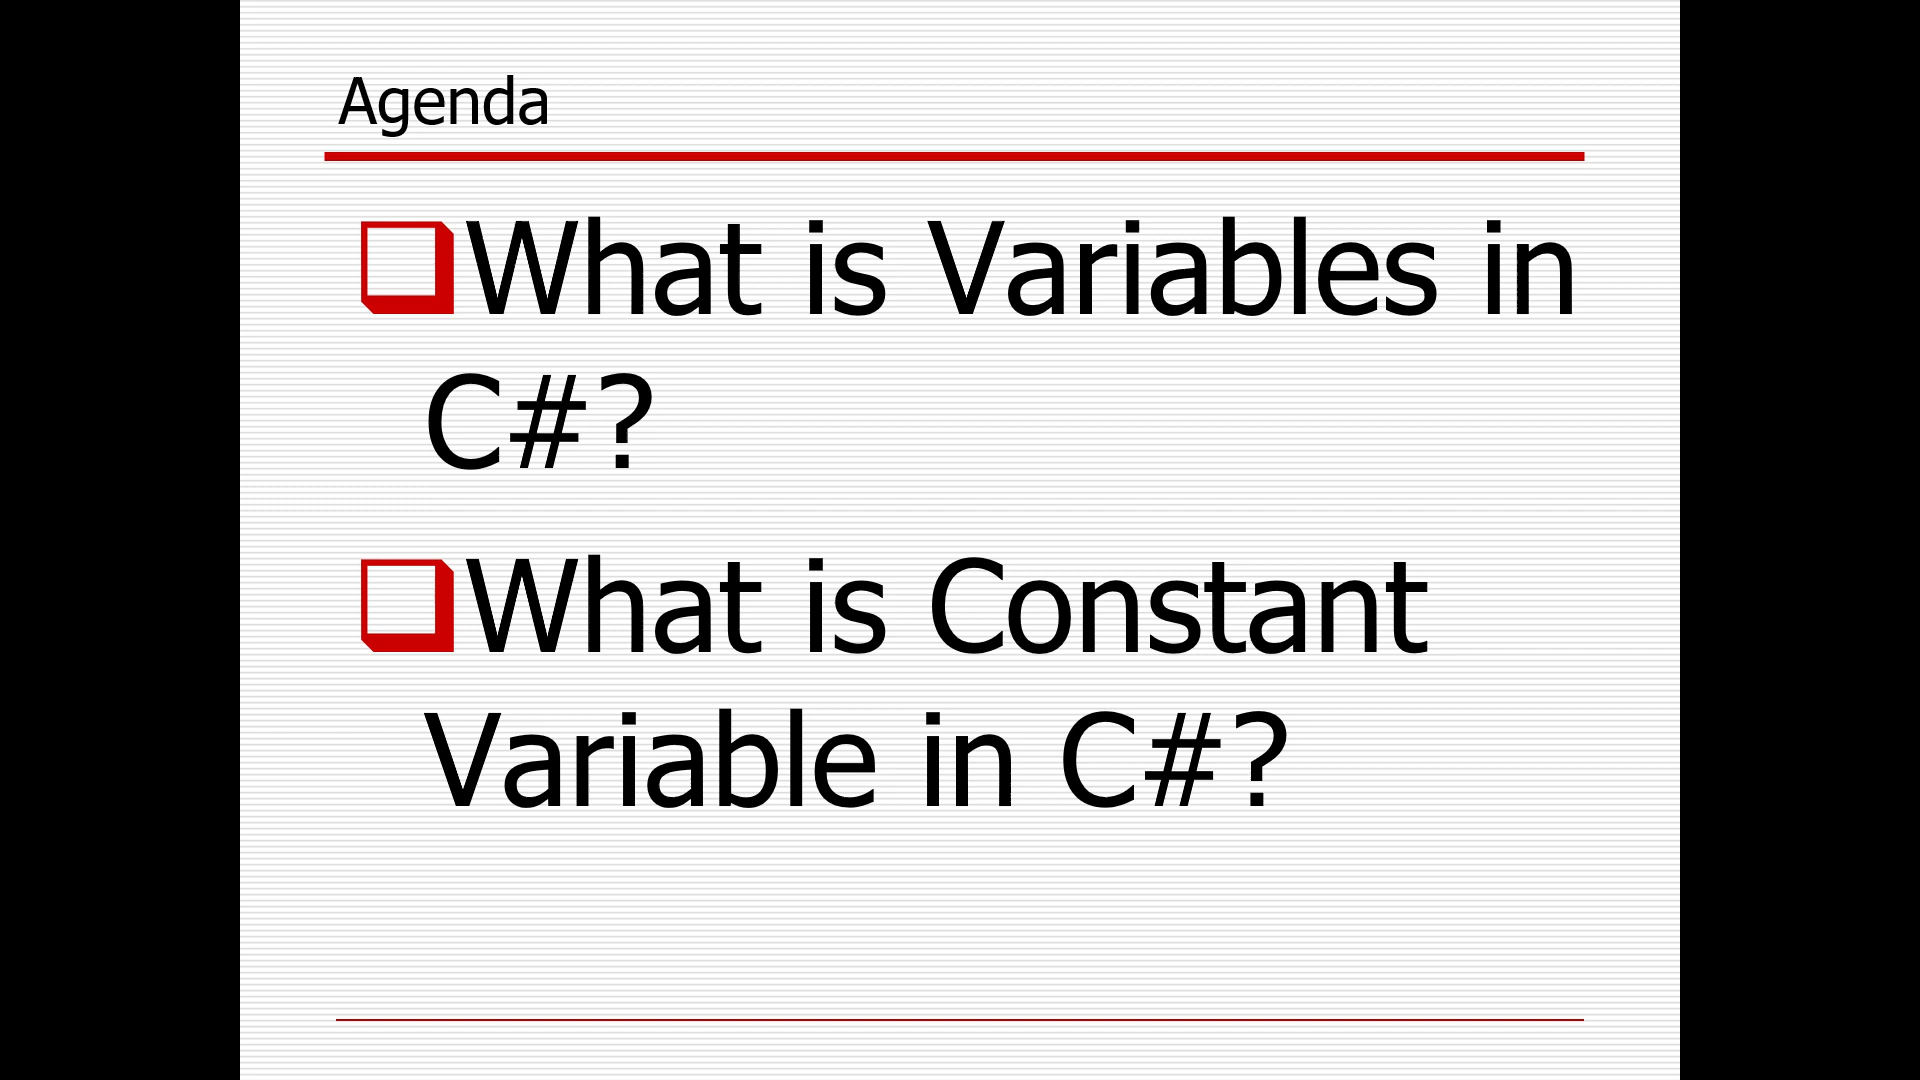 Agenda
What is Variables in
C#?
What is Constant
Variable in C#?